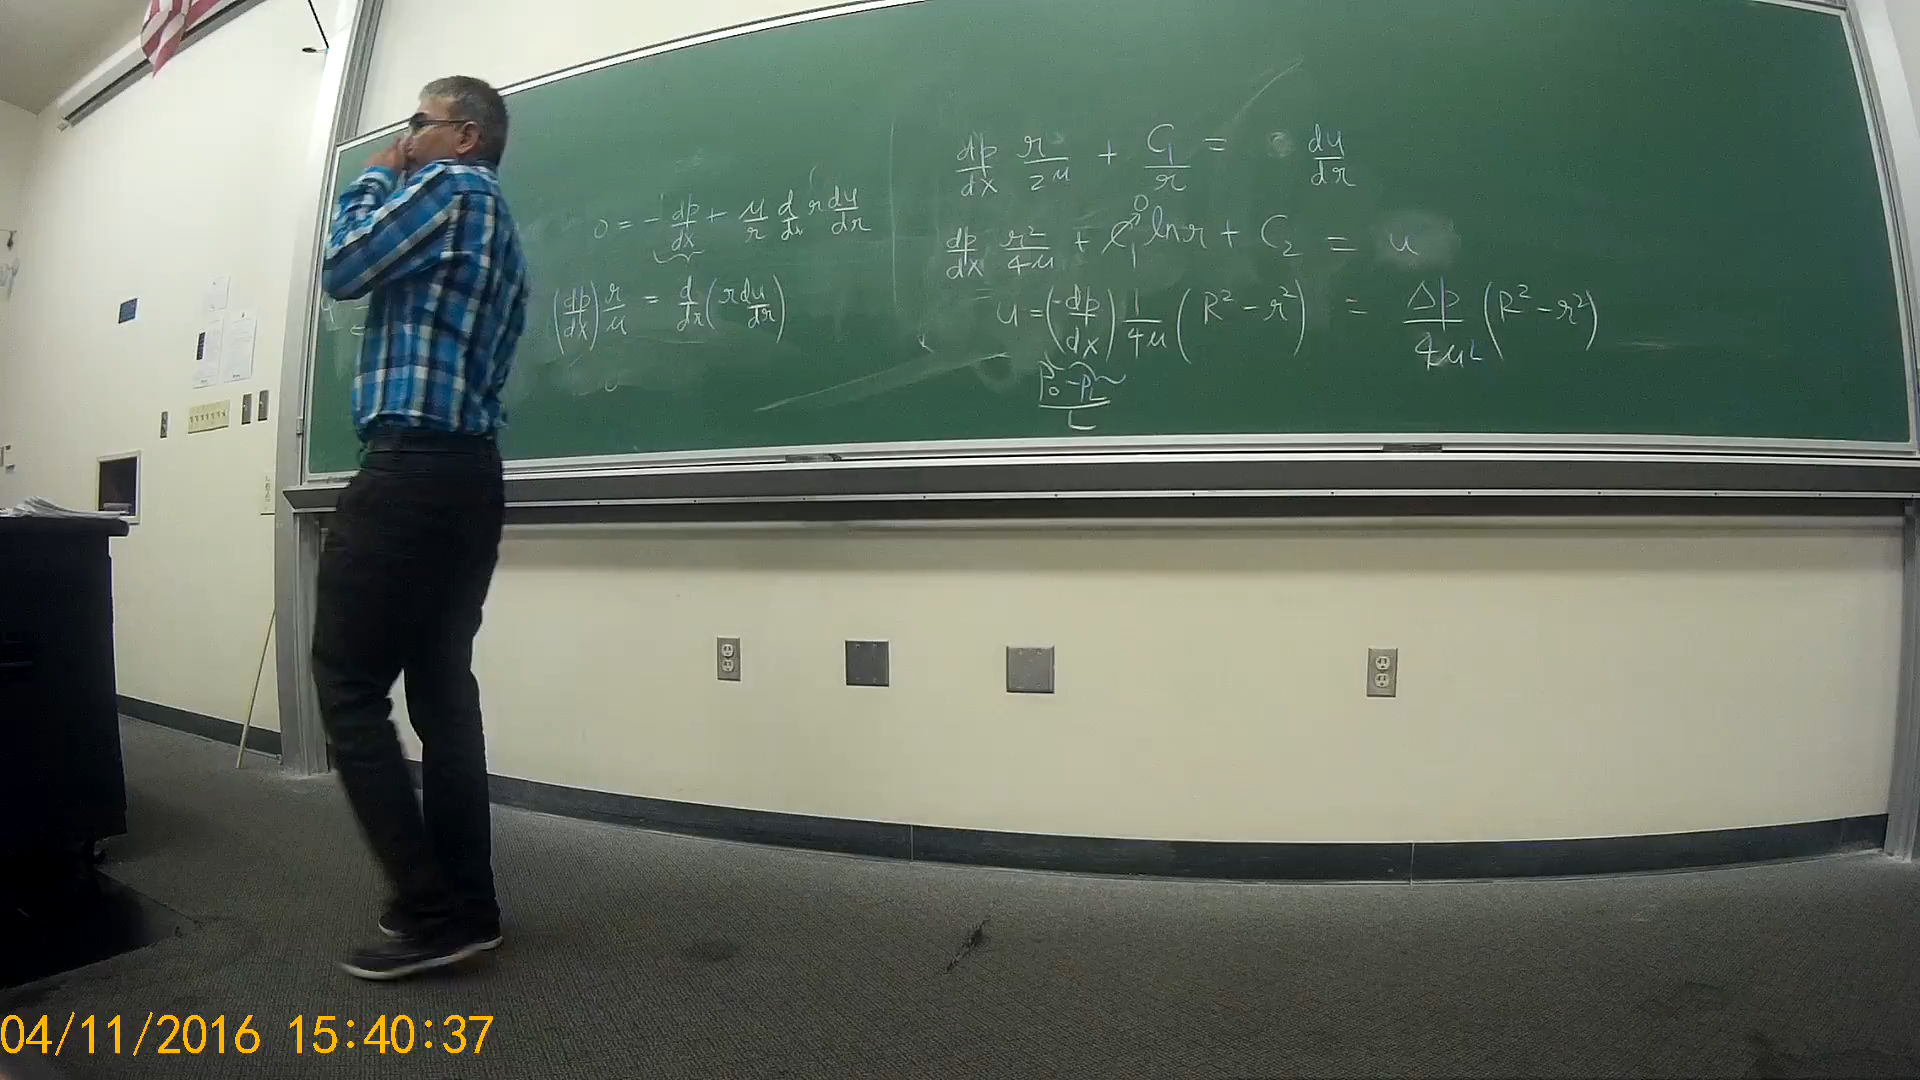 0 = - dp/dx + μ/r d/dr r du/dr
(dp/dx) r/μ = d/dr (r du/dr)
dp/dx r/2μ + C₁/r = du/dr
dp/dx r²/4μ + C₁ 0 ln r + C₂ = u
u = (-dp/dx) 1/4μ (R² - r²) = Δp/4μL (R² - r²)
P₀ - P_L / L
04/11/2016 15:40:37